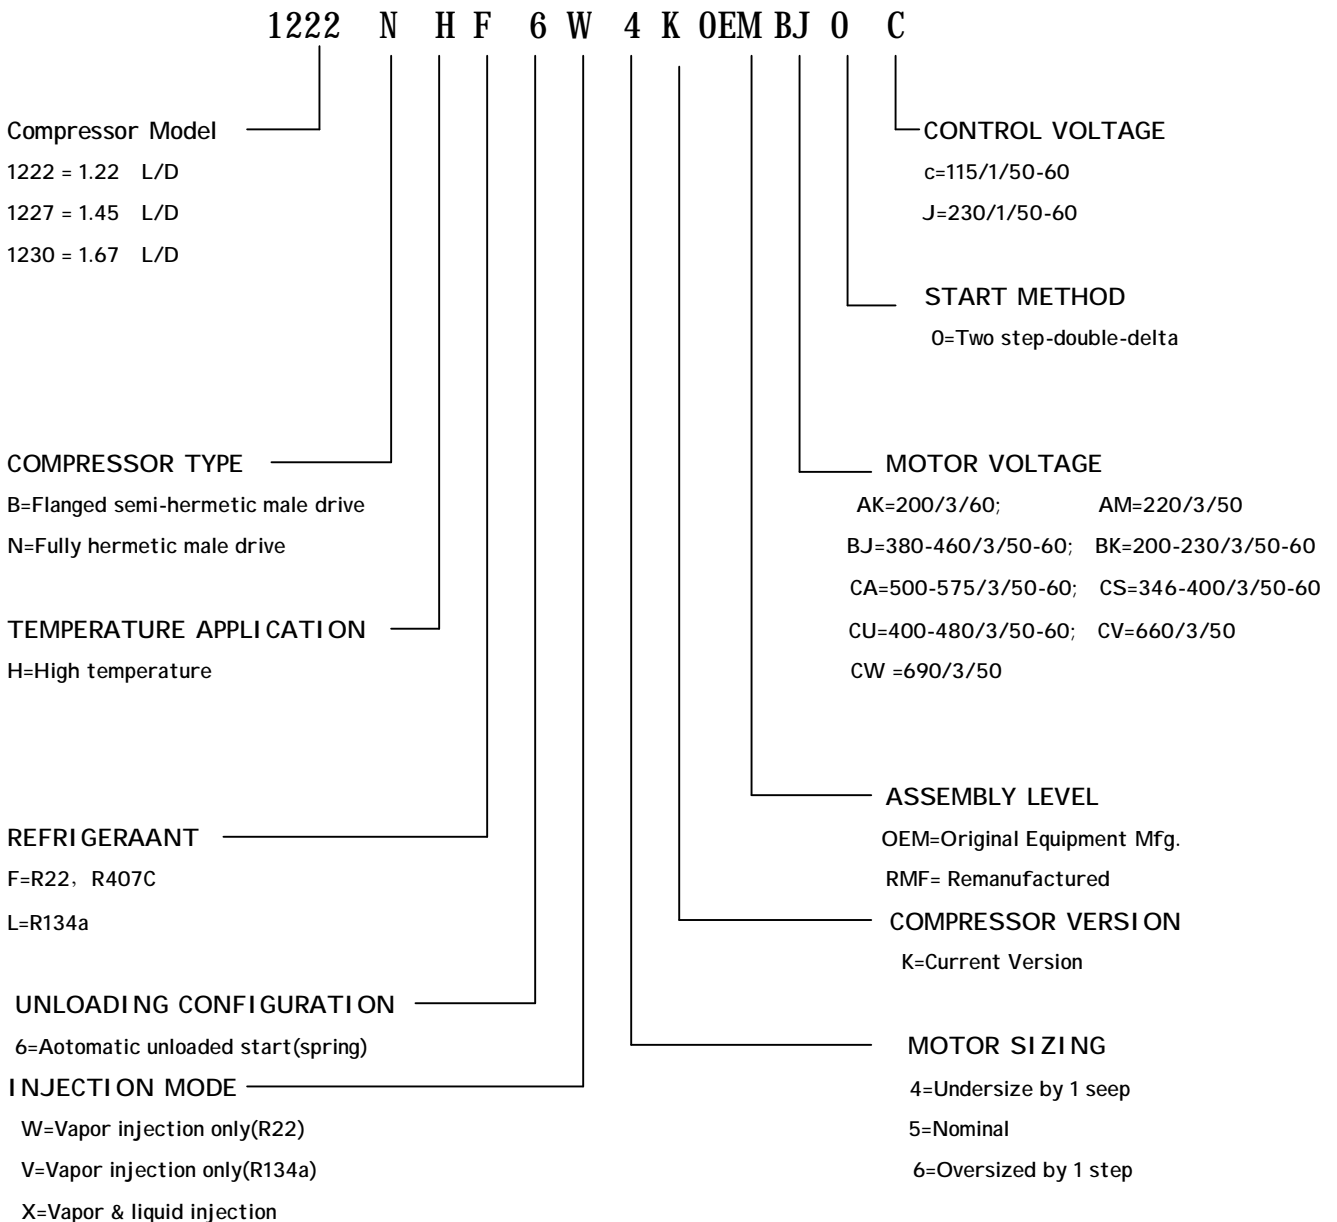 1222 N H F 6 W 4 K OEM BJ 0 C
Compressor Model
1222 = 1.22 L/D
1227 = 1.45 L/D
1230 = 1.67 L/D
CONTROL VOLTAGE
c=115/1/50-60
J=230/1/50-60
START METHOD
0=Two step-double-delta
COMPRESSOR TYPE
B=Flanged semi-hermetic male drive
N=Fully hermetic male drive
MOTOR VOLTAGE
AK=200/3/60; AM=220/3/50
BJ=380-460/3/50-60; BK=200-230/3/50-60
CA=500-575/3/50-60; CS=346-400/3/50-60
CU=400-480/3/50-60; CV=660/3/50
CW =690/3/50
TEMPERATURE APPLICATION
H=High temperature
ASSEMBLY LEVEL
OEM=Original Equipment Mfg.
RMF= Remanufactured
REFRIGERAANT
F=R22, R407C
L=R134a
COMPRESSOR VERSION
K=Current Version
UNLOADING CONFIGURATION
6=Aotomatic unloaded start(spring)
MOTOR SIZING
4=Undersize by 1 seep
5=Nominal
6=Oversized by 1 step
INJECTION MODE
W=Vapor injection only(R22)
V=Vapor injection only(R134a)
X=Vapor & liquid injection